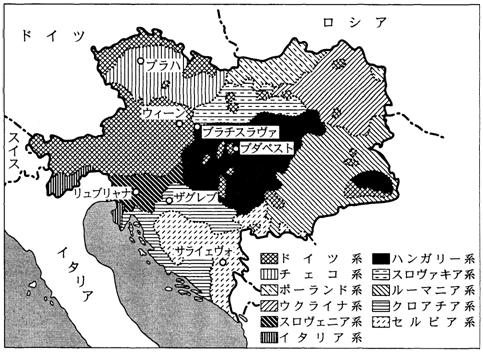 ドイツ
ロシア
プラハ
ウィーン
ブラチスラヴァ
ブダペスト
スイス
リュブリャナ
ザグレブ
サライェヴォ
イタリア
ドイツ系
チェコ系
ポーランド系
ウクライナ系
スロヴェニア系
イタリア系
ハンガリー系
スロヴァキア系
ルーマニア系
クロアチア系
セルビア系